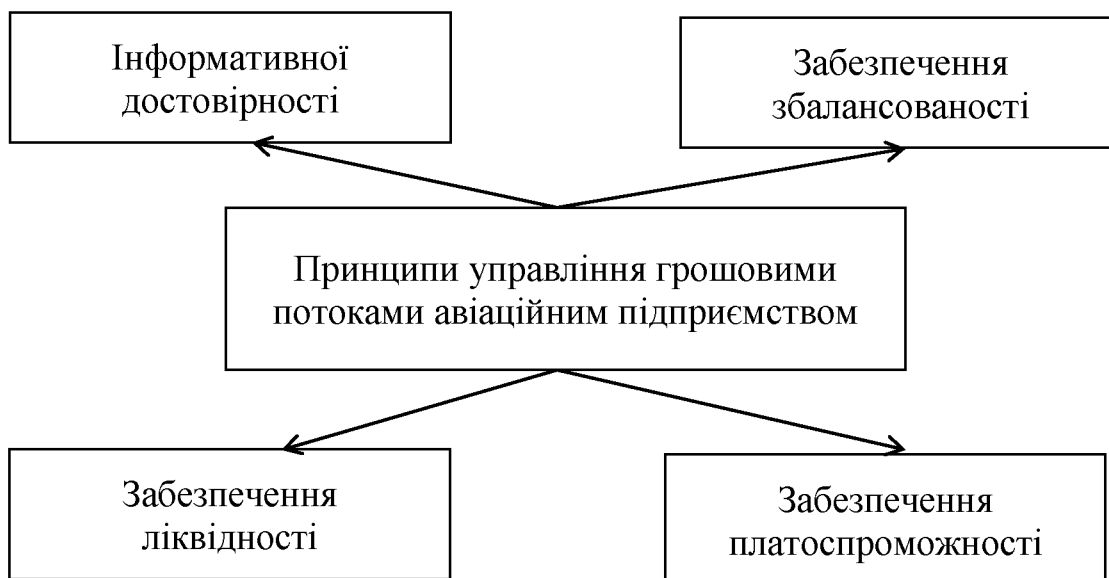 Інформативної
достовірності
Забезпечення
збалансованості
Принципи управління грошовими
потоками авіаційним підприємством
Забезпечення
ліквідності
Забезпечення
платоспроможності